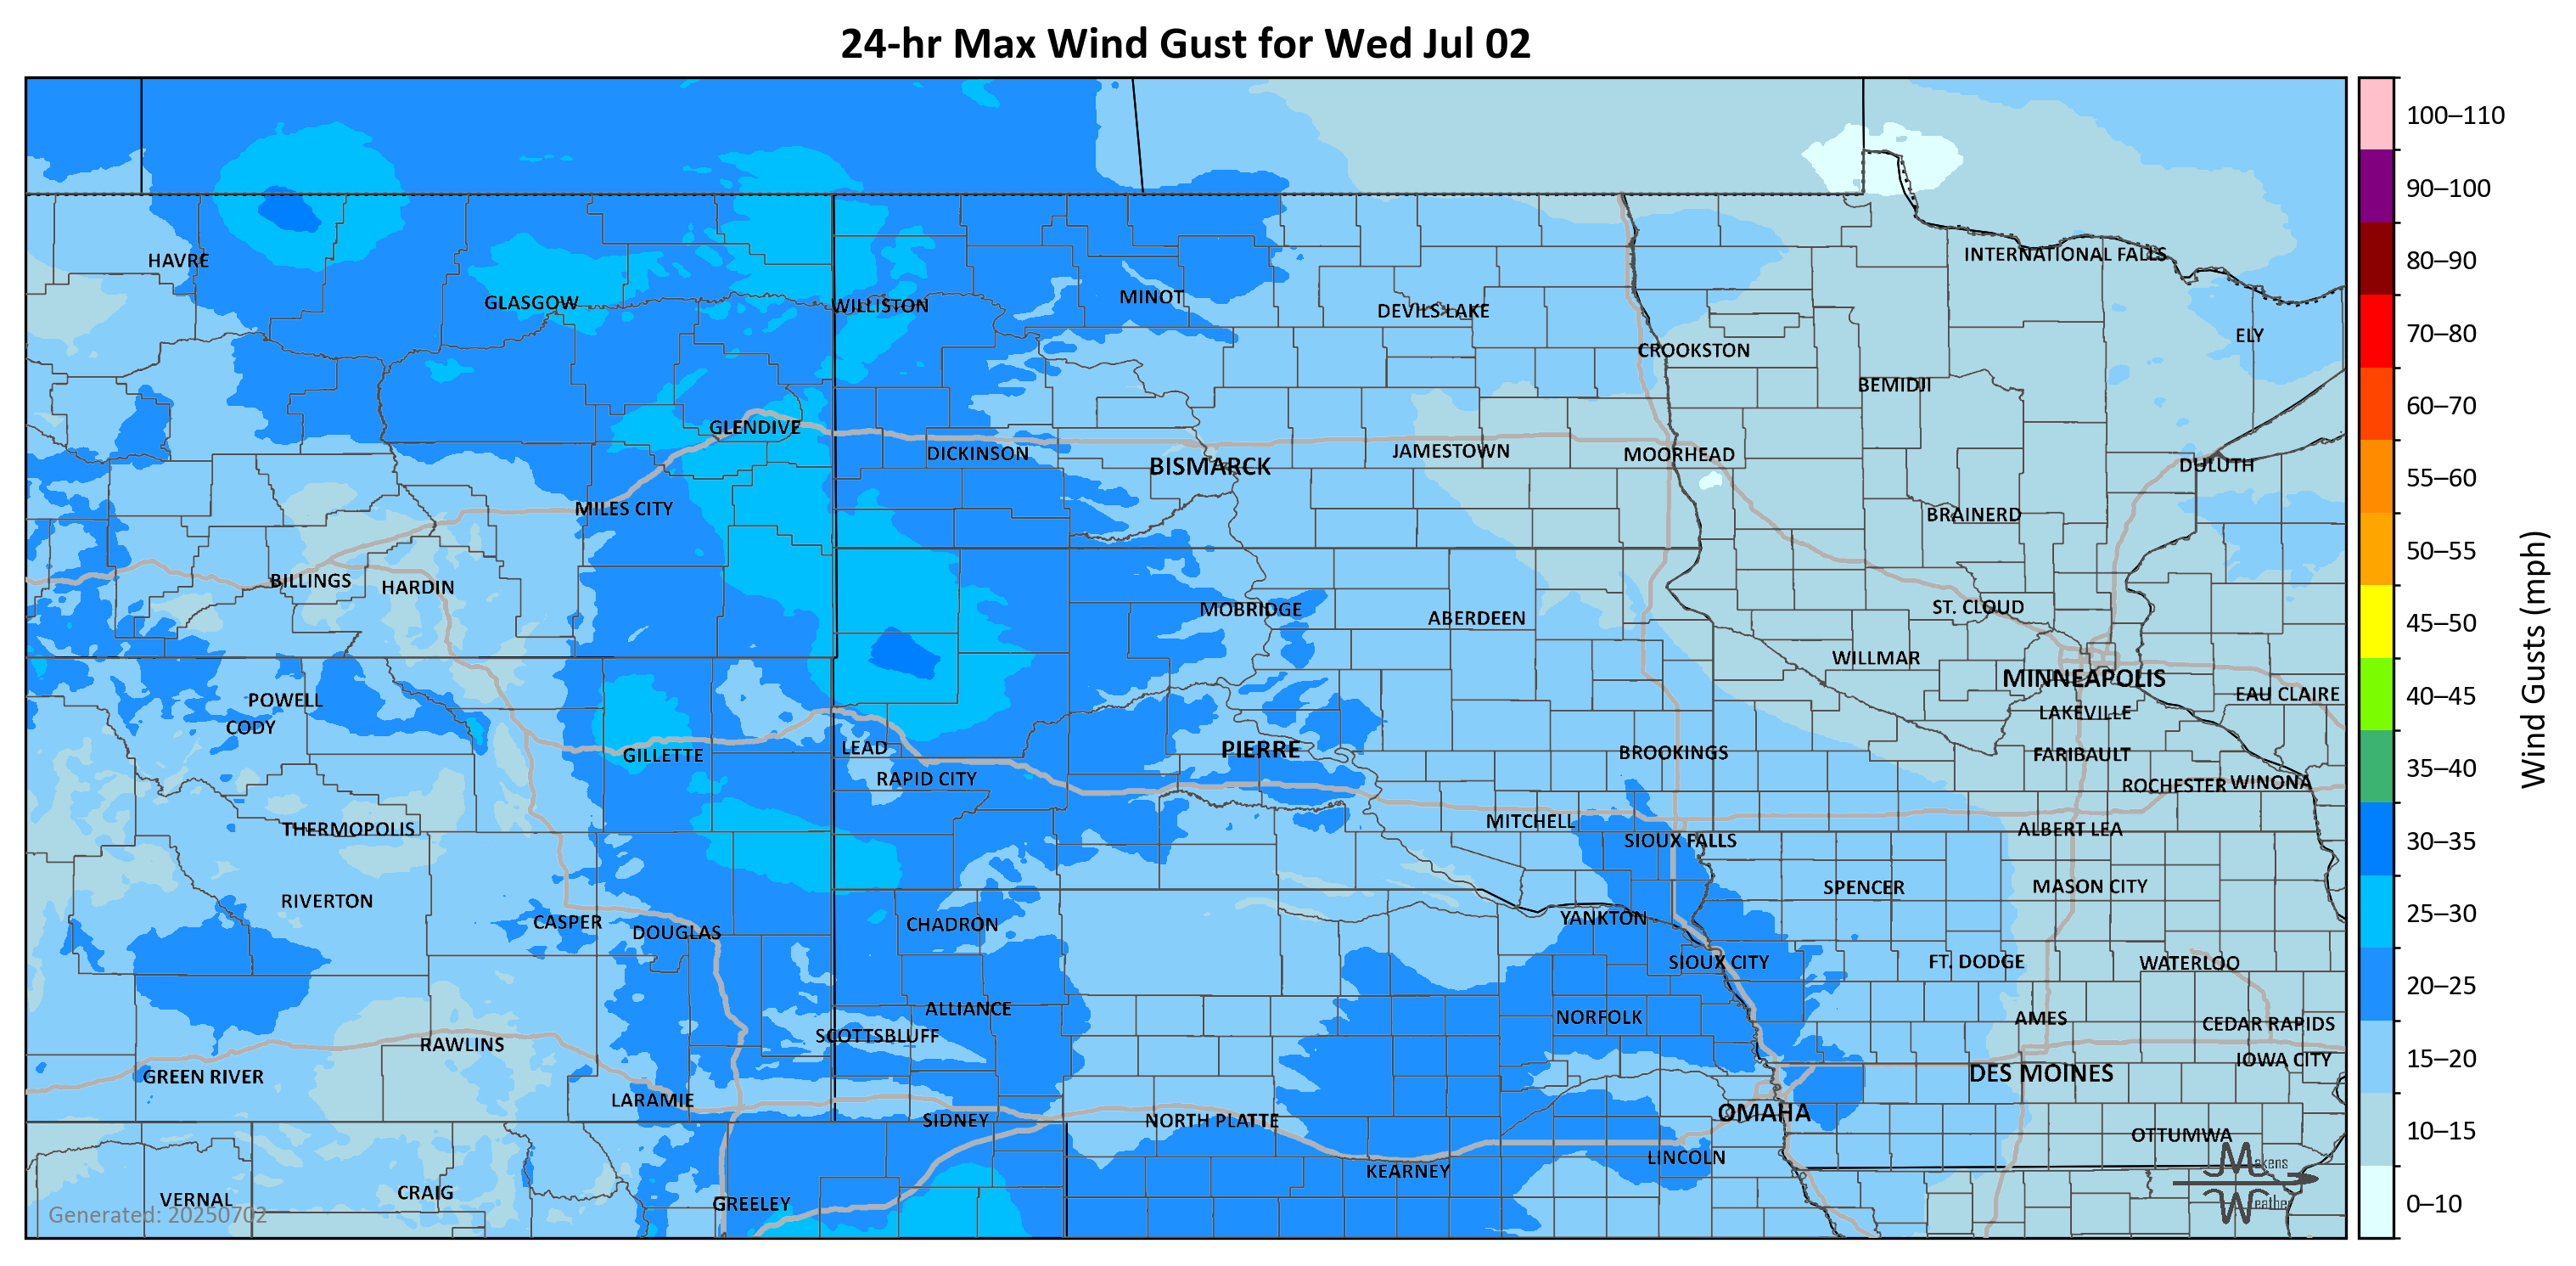 24-hr Max Wind Gust for Wed Jul 02
100–110
90–100
80–90
70–80
60–70
55–60
50–55
45–50
40–45
35–40
30–35
25–30
20–25
15–20
10–15
0–10
Wind Gusts (mph)
HAVRE
INTERNATIONAL FALLS
GLASGOW
WILLISTON
MINOT
DEVILS LAKE
ELY
CROOKSTON
BEMIDJI
GLENDIVE
DICKINSON
BISMARCK
JAMESTOWN
MOORHEAD
DULUTH
MILES CITY
BRAINERD
BILLINGS
HARDIN
MOBRIDGE
ABERDEEN
ST. CLOUD
WILLMAR
MINNEAPOLIS
EAU CLAIRE
POWELL
CODY
LAKEVILLE
GILLETTE
LEAD
PIERRE
BROOKINGS
FARIBAULT
RAPID CITY
ROCHESTER
WINONA
THERMOPOLIS
MITCHELL
SIOUX FALLS
ALBERT LEA
RIVERTON
SPENCER
MASON CITY
CASPER
DOUGLAS
CHADRON
YANKTON
SIOUX CITY
FT. DODGE
WATERLOO
ALLIANCE
NORFOLK
AMES
CEDAR RAPIDS
SCOTTSBLUFF
RAWLINS
IOWA CITY
GREEN RIVER
DES MOINES
LARAMIE
SIDNEY
NORTH PLATTE
OMAHA
OTTUMWA
KEARNEY
LINCOLN
VERNAL
CRAIG
GREELEY
Makens
Weather
Generated: 20250702